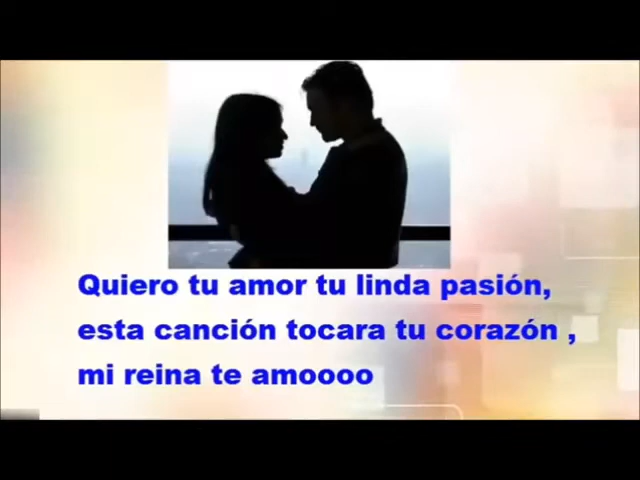 Quiero tu amor tu linda pasión,
esta canción tocara tu corazón ,
mi reina te amoooo